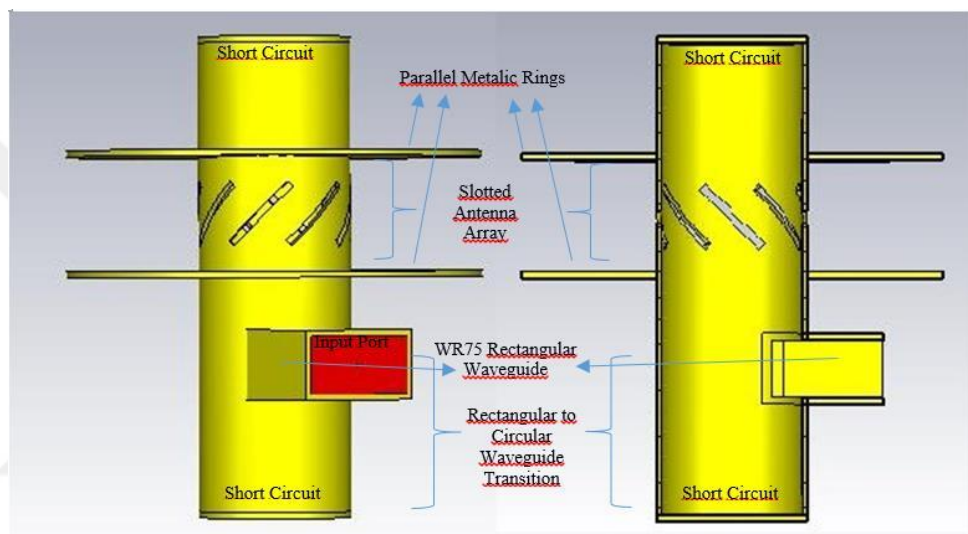 Short Circuit
Short Circuit
Parallel Metalic Rings
Slotted
Antenna
Array
Input Port
WR75 Rectangular
Waveguide
Rectangular to
Circular
Waveguide
Transition
Short Circuit
Short Circuit